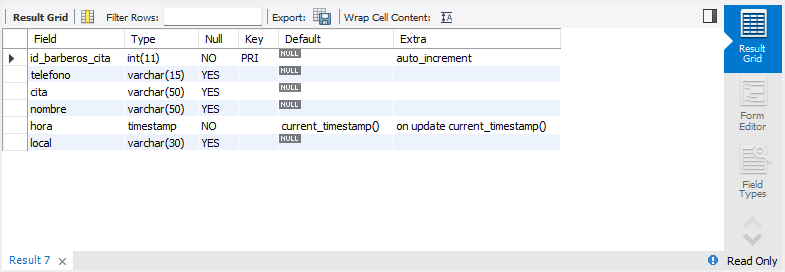 Result Grid Filter Rows: Export: Wrap Cell Content:
Field Type Null Key Default Extra
id_barberos_cita int(11) NO PRI NULL auto_increment
telefono varchar(15) YES NULL
cita varchar(50) YES NULL
nombre varchar(50) YES NULL
hora timestamp NO current_timestamp() on update current_timestamp()
local varchar(30) YES NULL
Result
Grid
Form
Editor
Field
Types
Result 7
Read Only